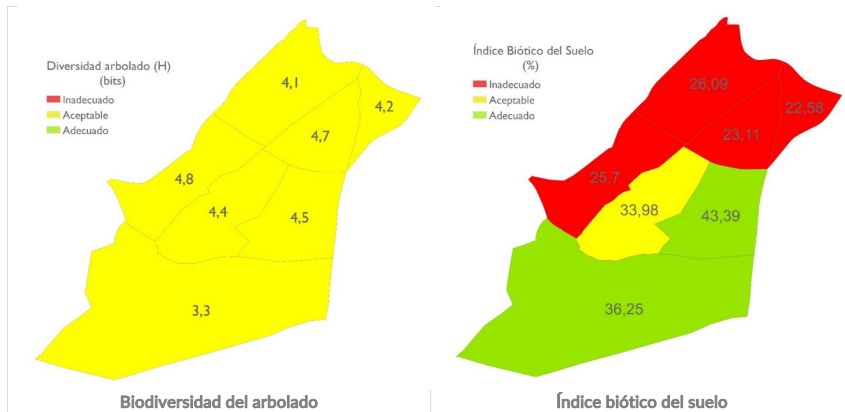 Diversidad arbolado (H)
(bits)
Inadecuado
Aceptable
Adecuado
4,1
4,2
4,7
4,8
4,4
4,5
3,3
Biodiversidad del arbolado
Índice Biótico del Suelo
(%)
Inadecuado
Aceptable
Adecuado
26,09
22,58
23,11
25,7
33,98
43,39
36,25
Índice biótico del suelo